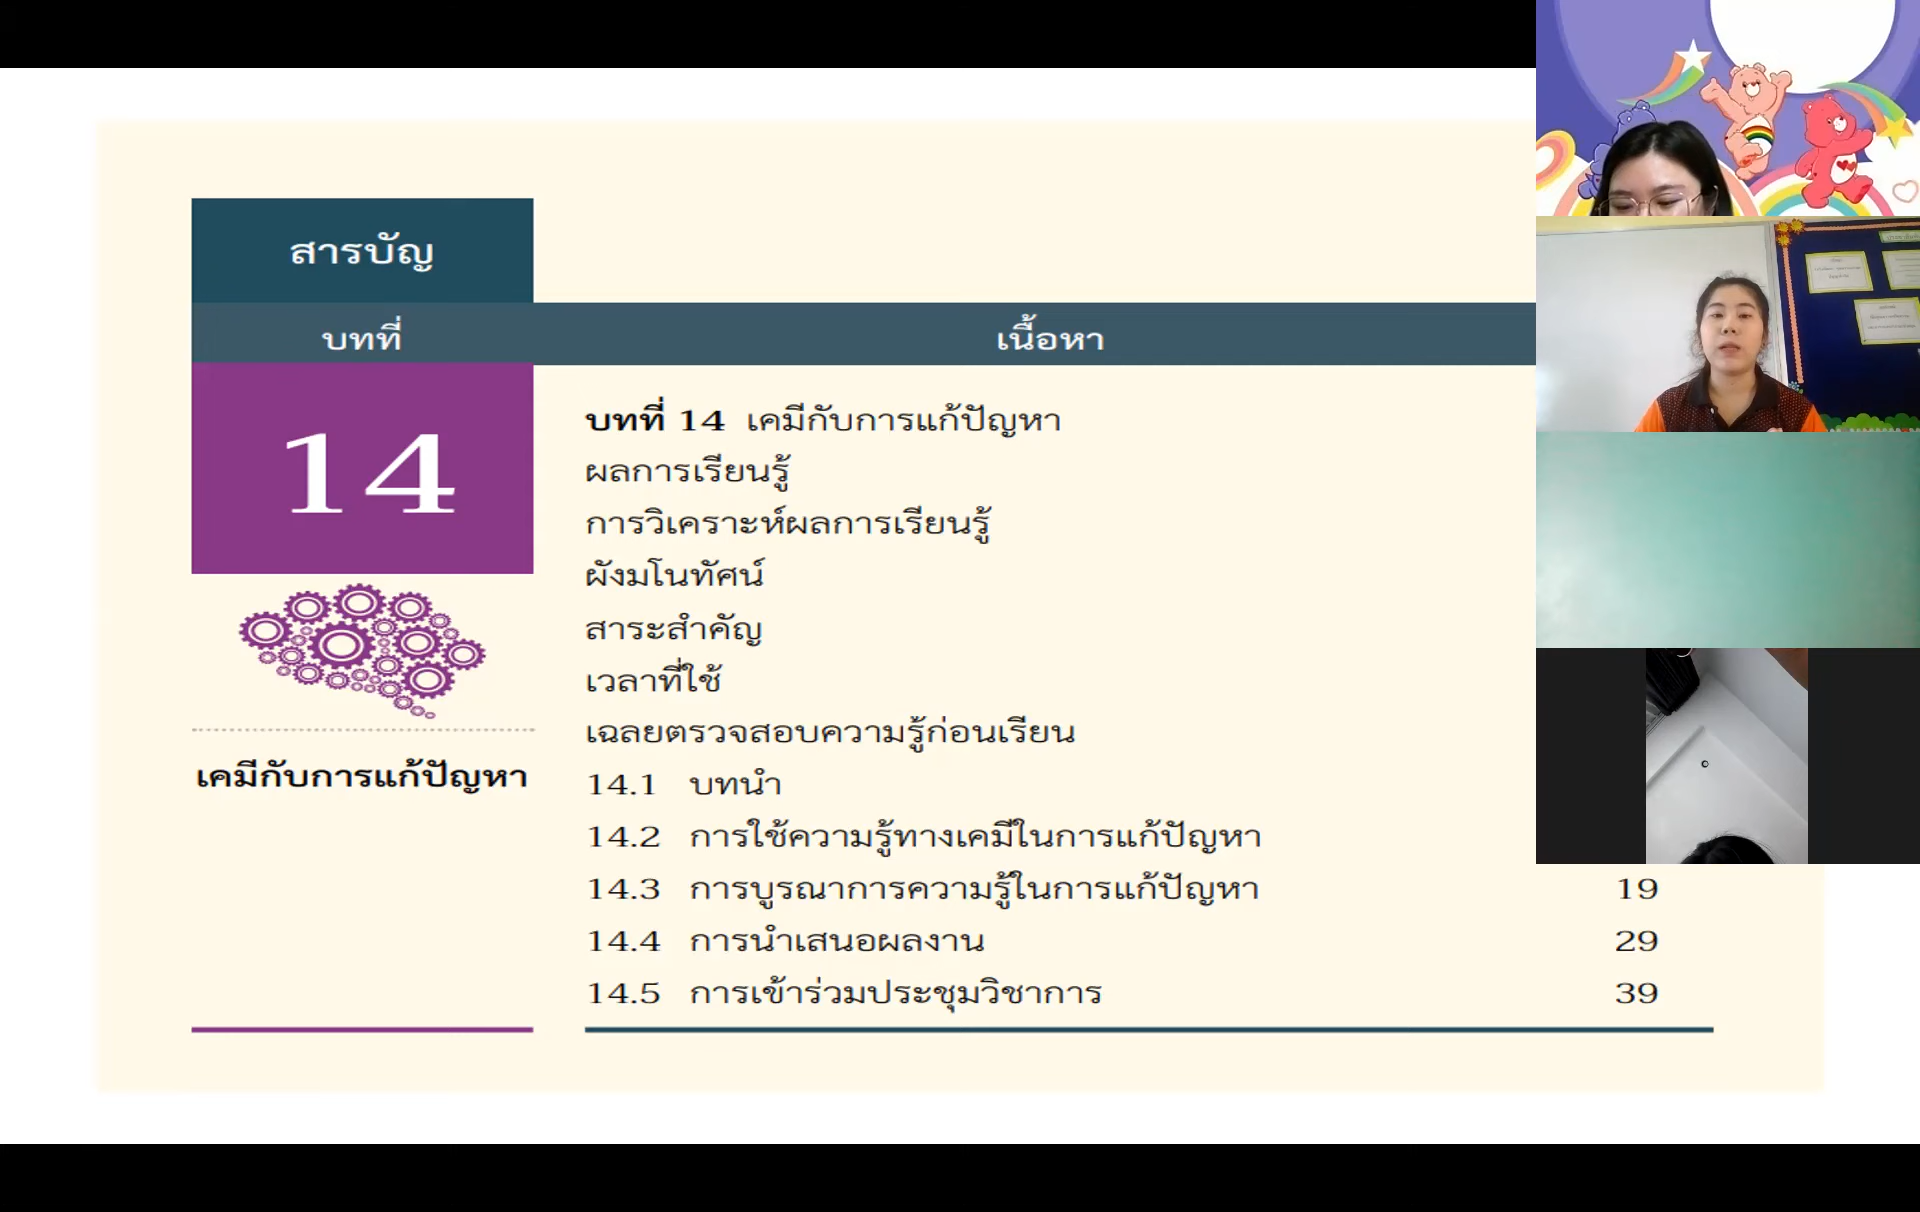 สารบัญ
บทที่ เนื้อหา
14
เคมีกับการแก้ปัญหา
บทที่ 14 เคมีกับการแก้ปัญหา
ผลการเรียนรู้
การวิเคราะห์ผลการเรียนรู้
ผังมโนทัศน์
สาระสำคัญ
เวลาที่ใช้
เฉลยตรวจสอบความรู้ก่อนเรียน
14.1 บทนำ
14.2 การใช้ความรู้ทางเคมีในการแก้ปัญหา
14.3 การบูรณาการความรู้ในการแก้ปัญหา 19
14.4 การนำเสนอผลงาน 29
14.5 การเข้าร่วมประชุมวิชาการ 39